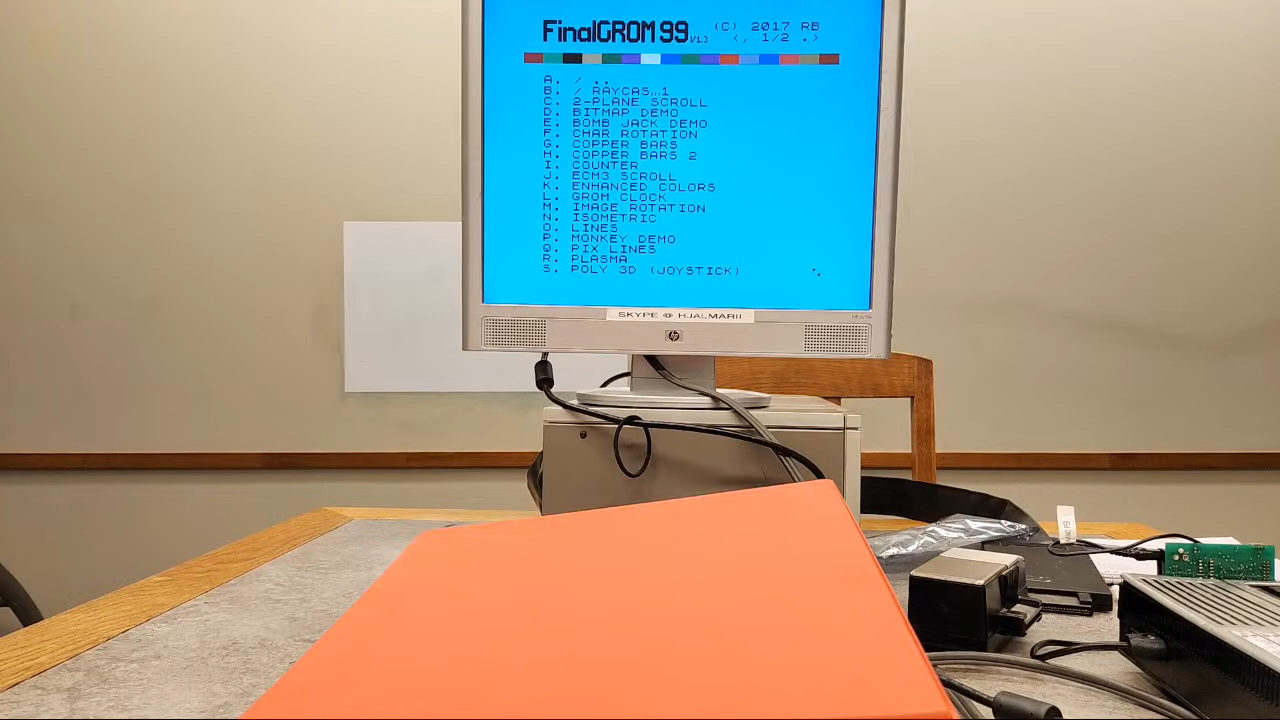 FinalGROM 99 V1.3 (C) 2017 RB
<, 1/2 .>
A. / ..
B. / RAYCAS…1
C. 2-PLANE SCROLL
D. BITMAP DEMO
E. BOMB JACK DEMO
F. CHAR ROTATION
G. COPPER BARS
H. COPPER BARS 2
I. COUNTER
J. ECM3 SCROLL
K. ENHANCED COLORS
L. GROM CLOCK
M. IMAGE ROTATION
N. ISOMETRIC
O. LINES
P. MONKEY DEMO
Q. PIX LINES
R. PLASMA
S. POLY 3D (JOYSTICK)
SKYPE @ HJALMARII
hp